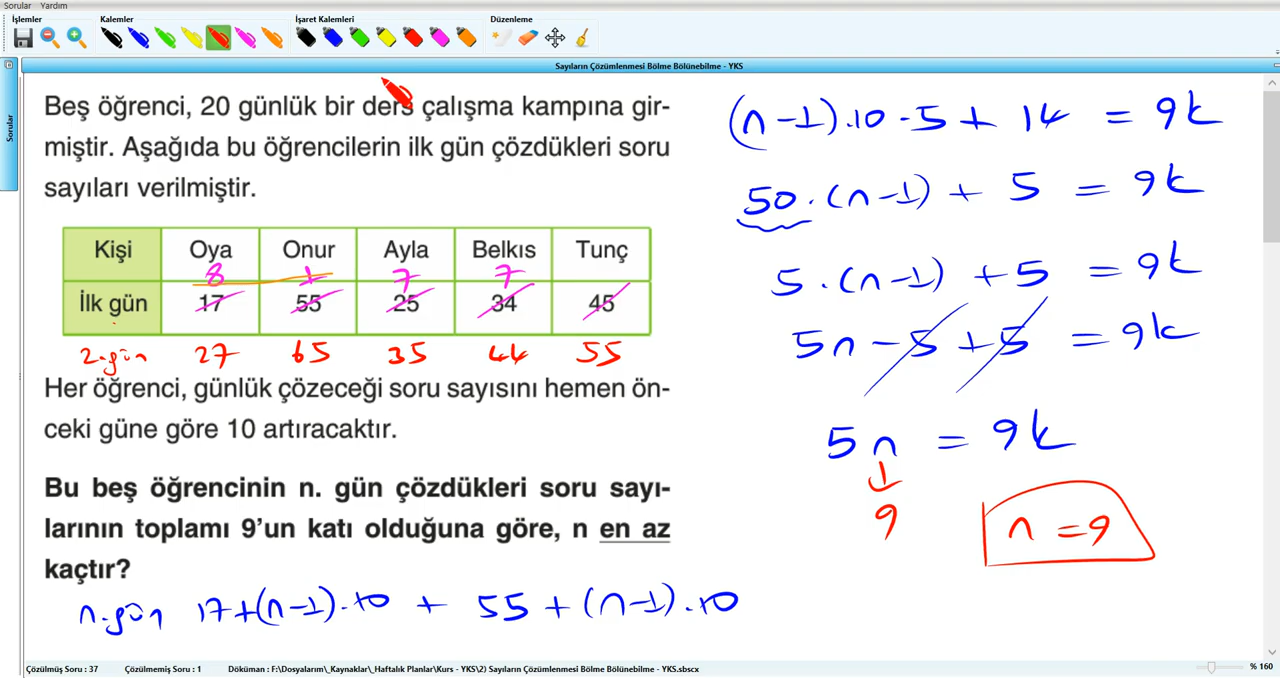 Sorular Yardım
İşlemler Kalemler İşaret Kalemleri Düzenleme
Sayıların Çözümlenmesi Bölme Bölünebilme - YKS
Sorular
Beş öğrenci, 20 günlük bir ders çalışma kampına gir-
miştir. Aşağıda bu öğrencilerin ilk gün çözdükleri soru
sayıları verilmiştir.
Kişi Oya Onur Ayla Belkıs Tunç
8 1 7 7
İlk gün 17 55 25 34 45
2. gün 27 65 35 44 55
Her öğrenci, günlük çözeceği soru sayısını hemen ön-
ceki güne göre 10 artıracaktır.
Bu beş öğrencinin n. gün çözdükleri soru sayı-
larının toplamı 9'un katı olduğuna göre, n en az
kaçtır?
n. gün 17+(n-1).10 + 55+(n-1).10
(n-1).10.5+14 = 9k
50.(n-1)+5 = 9k
5.(n-1)+5 = 9k
5n-5+5 = 9k
5n = 9k
9
n=9
Çözülmüş Soru : 37 Çözülmemiş Soru : 1 Döküman : F:\Dosyalarım\_Kaynaklar\_Haftalık Planlar\Kurs - YKS\2) Sayıların Çözümlenmesi Bölme Bölünebilme - YKS.sbscx % 160